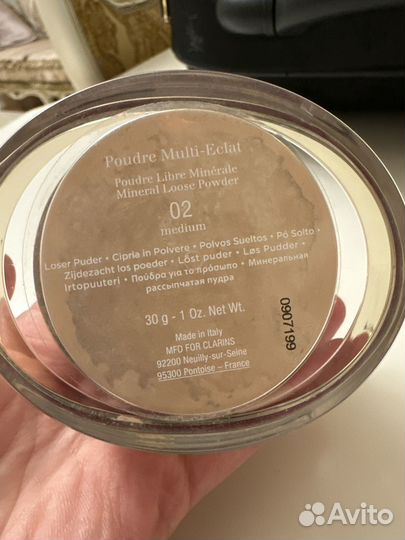 Poudre Multi-Eclat
Poudre Libre Minérale
Mineral Loose Powder
02
medium
Loser Puder • Cipria in Polvere • Polvos Sueltos • Pó Solto •
Zijdezacht los poeder • Löst puder • Løs Pudder •
Irtopuuteri • Πούδρα για το πρόσωπο • Минеральная
рассыпчатая пудра
30 g - 1 Oz. Net Wt.
Made in Italy
MFD FOR CLARINS
92200 Neuilly-sur-Seine
95300 Pontoise – France
0907199
Avito